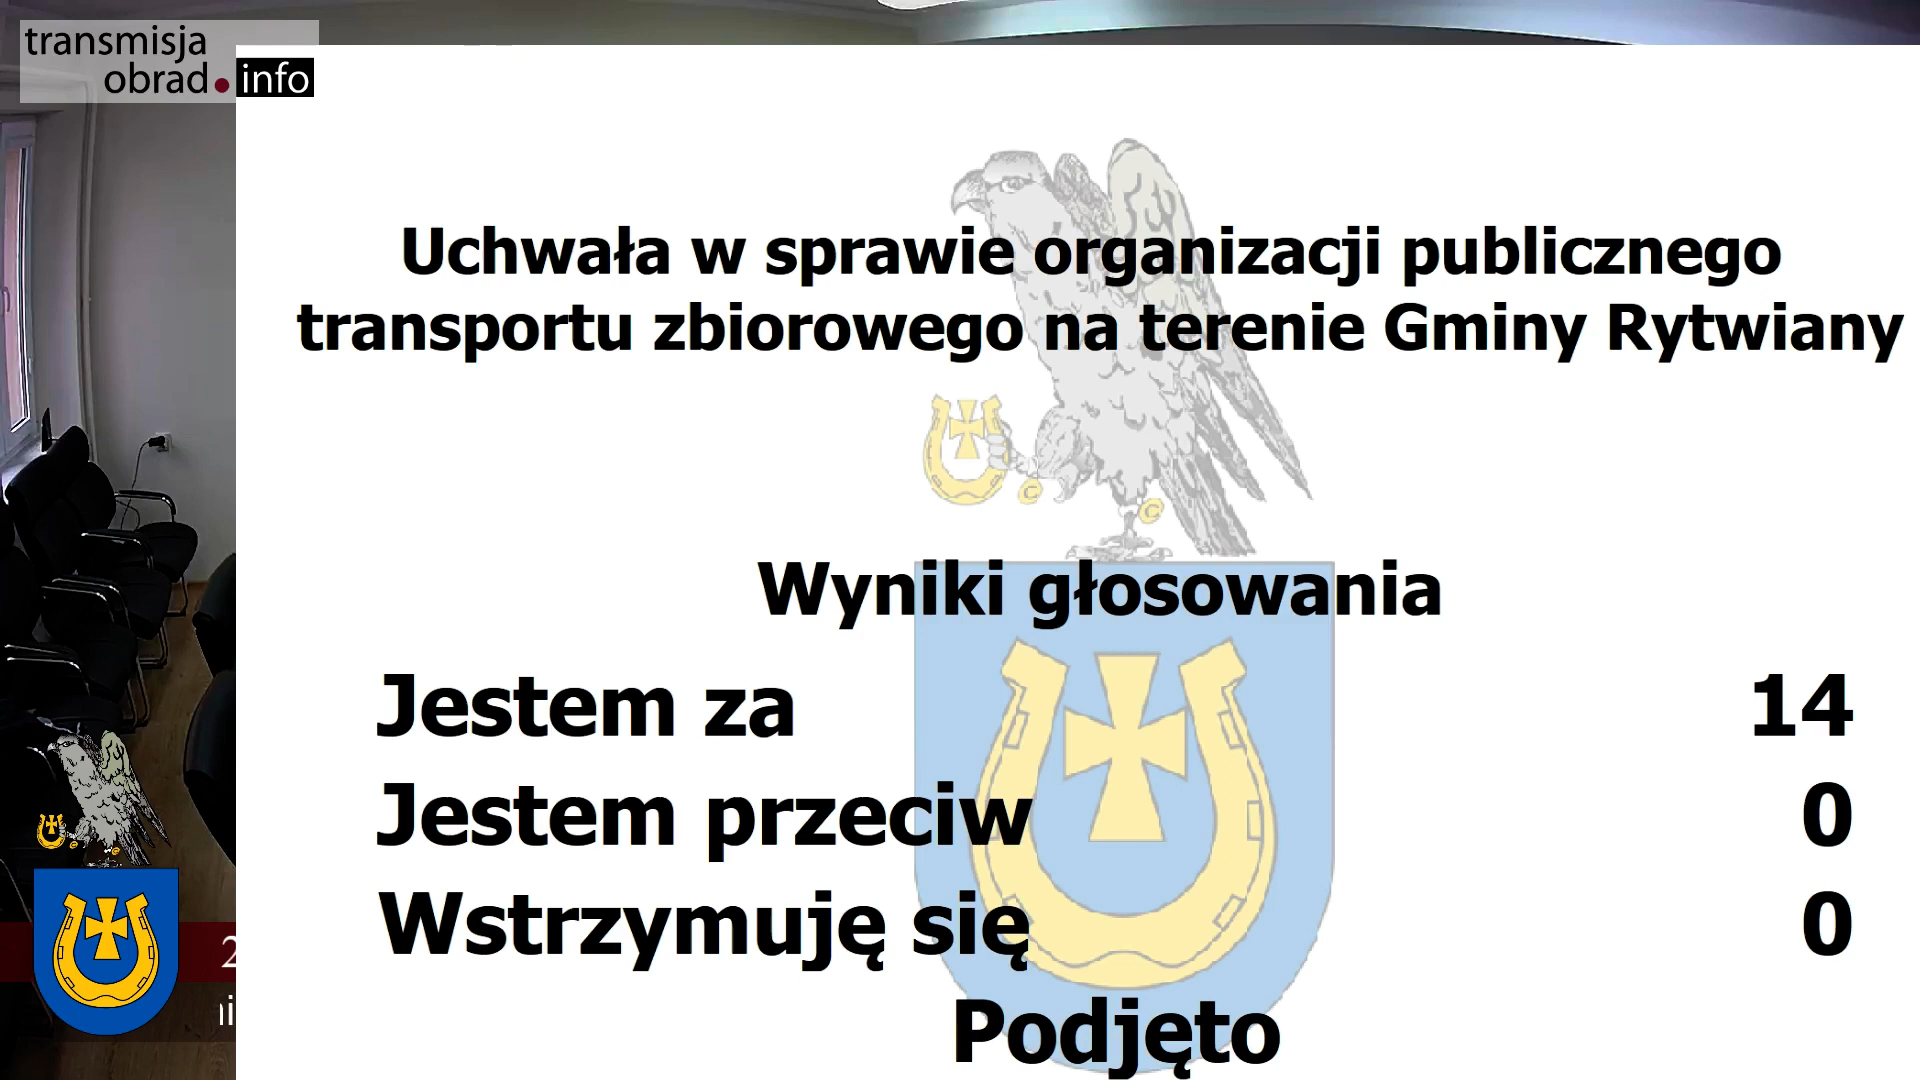 transmisja
obrad.info
Uchwała w sprawie organizacji publicznego
transportu zbiorowego na terenie Gminy Rytwiany
Wyniki głosowania
Jestem za 14
Jestem przeciw 0
Wstrzymuję się 0
Podjęto